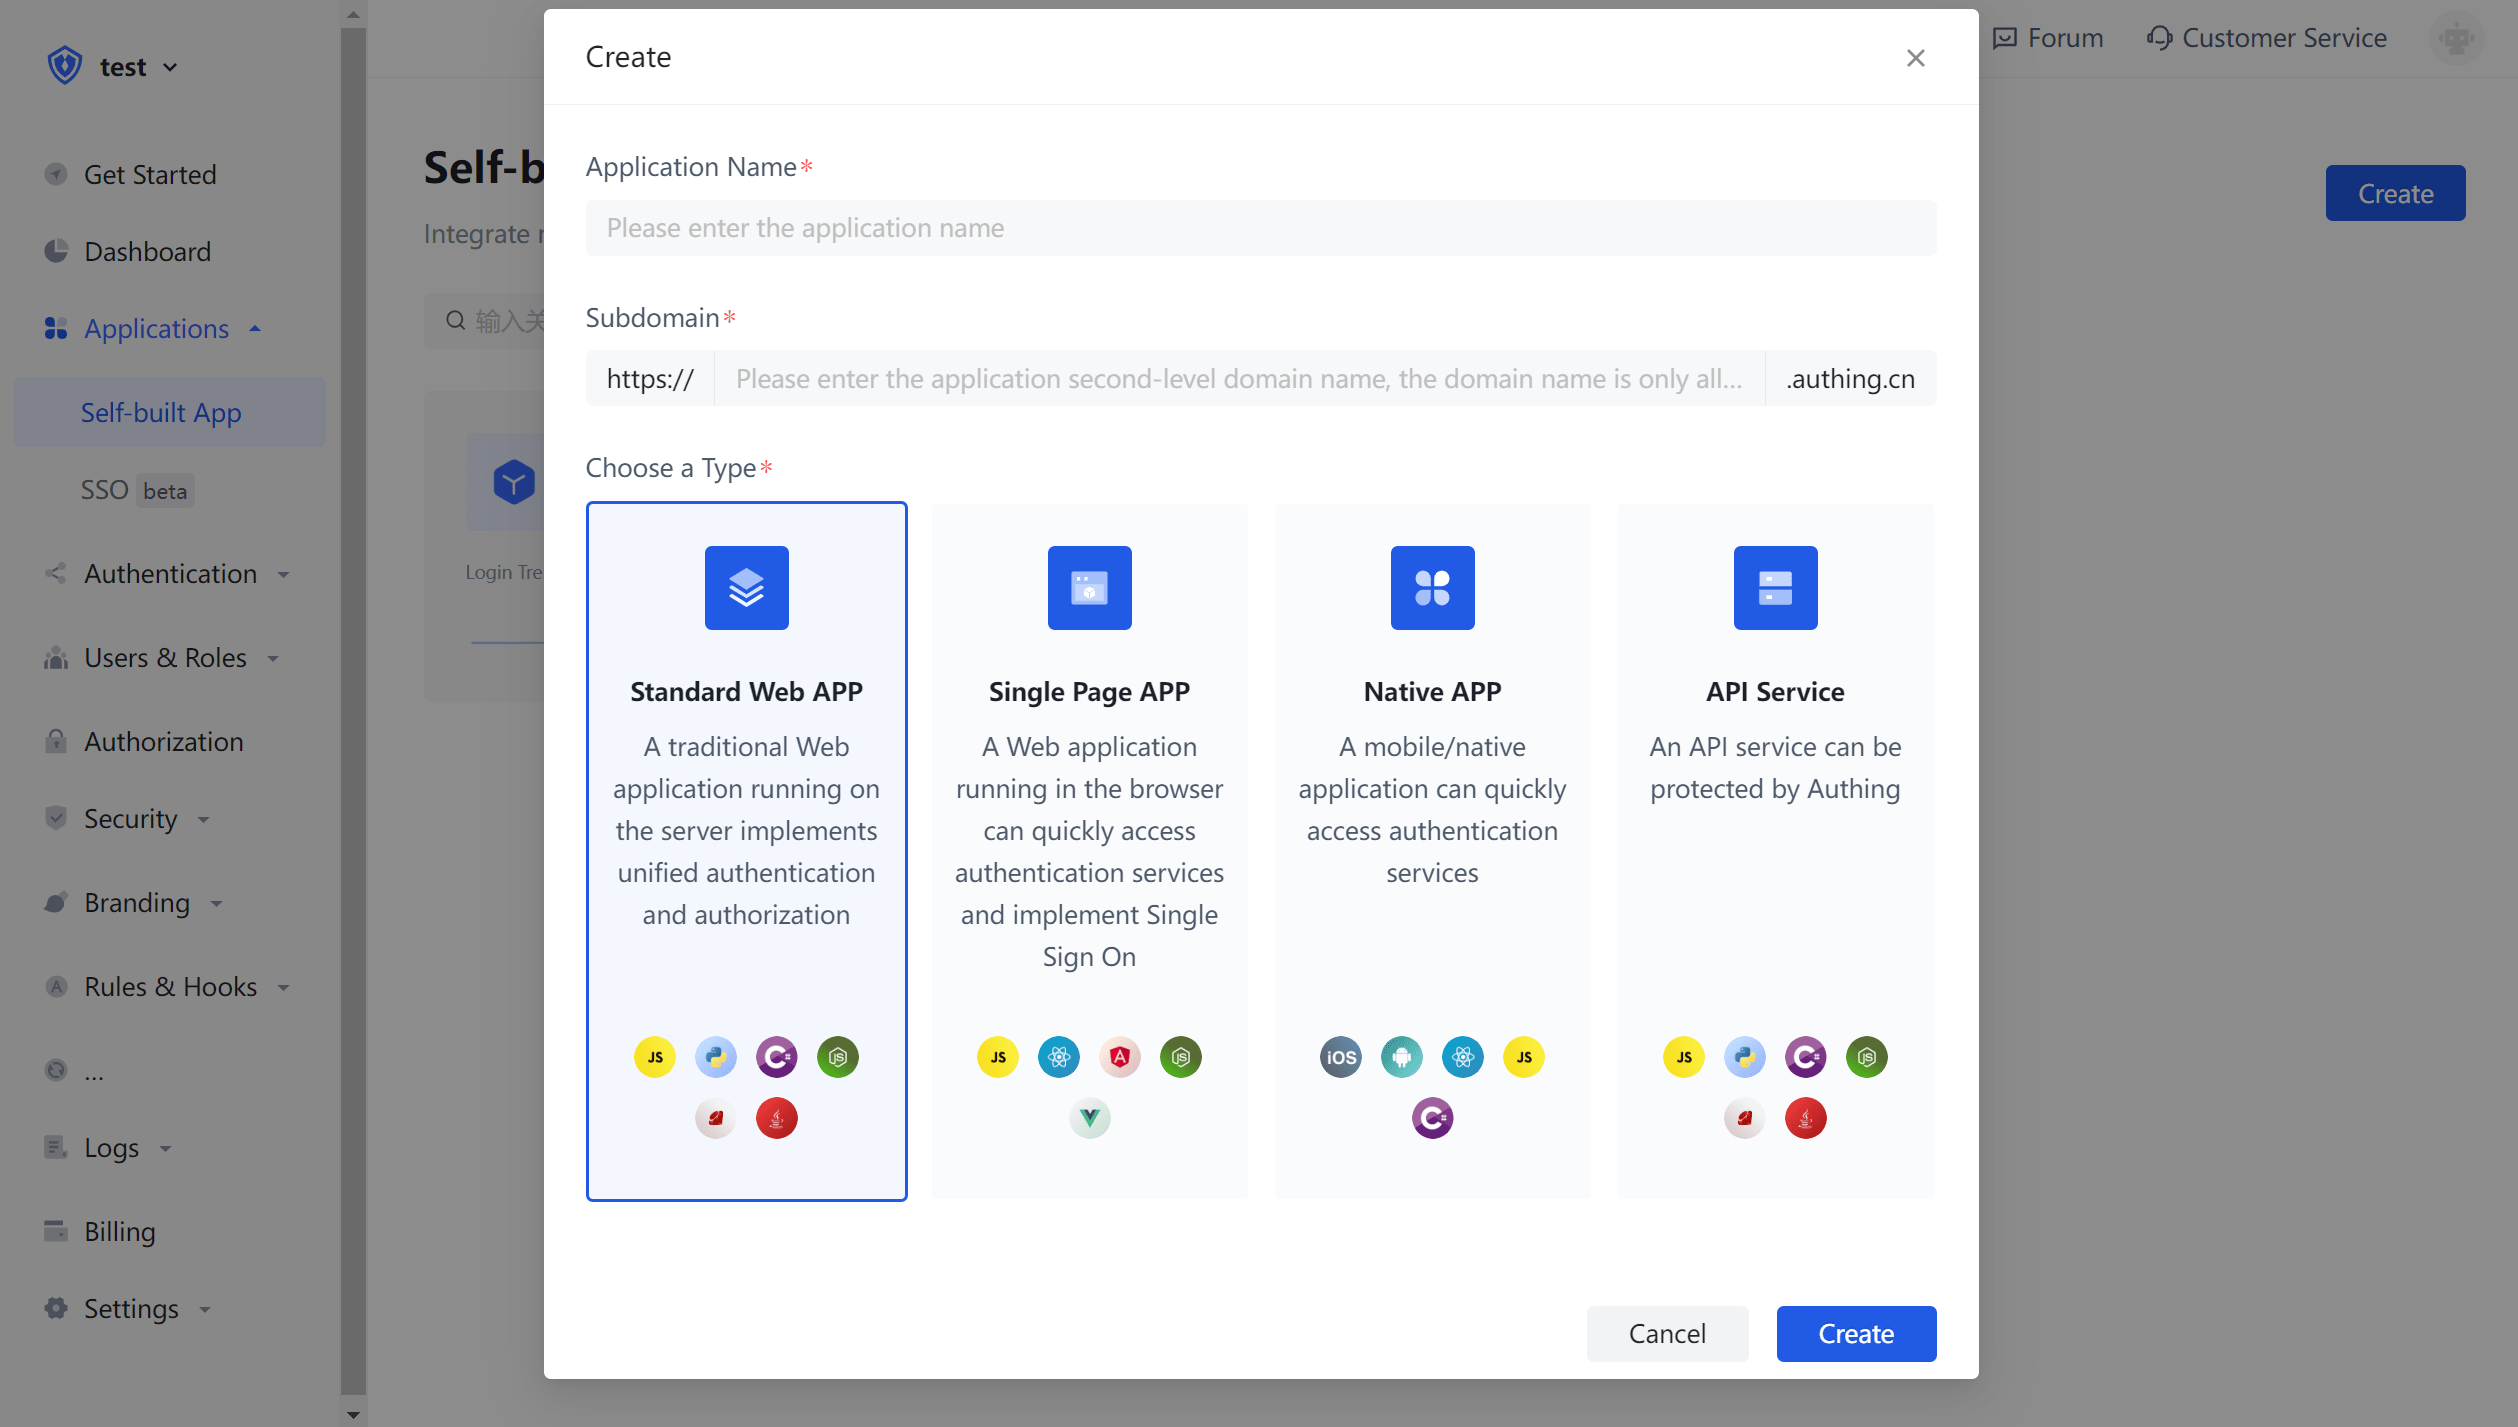 test
Get Started
Dashboard
Applications
Self-built App
SSO beta
Authentication
Users & Roles
Authorization
Security
Branding
Rules & Hooks
...
Logs
Billing
Settings
Forum
Customer Service
Self-b
Integrate
Create
输入关
Login Tre
Create
Application Name*
Please enter the application name
Subdomain*
https:// Please enter the application second-level domain name, the domain name is only all... .authing.cn
Choose a Type*
Standard Web APP
A traditional Web
application running on
the server implements
unified authentication
and authorization
JS
JS
Single Page APP
A Web application
running in the browser
can quickly access
authentication services
and implement Single
Sign On
JS
A
JS
Native APP
A mobile/native
application can quickly
access authentication
services
iOS
JS
API Service
An API service can be
protected by Authing
JS
JS
Cancel
Create